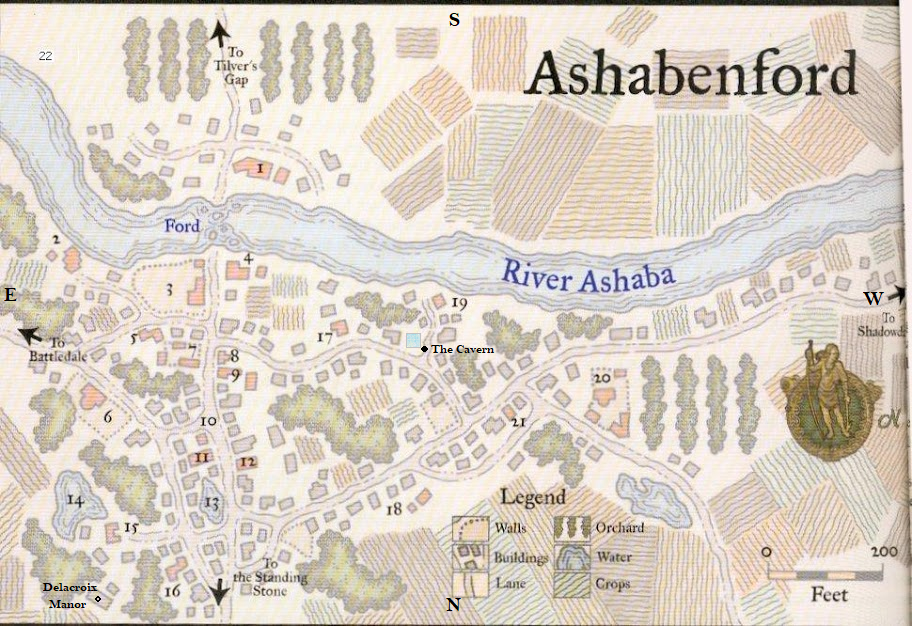 S
22
To
Tilver's
Gap
Ashabenford
1
Ford
2
4
River Ashaba
3
E
W
19
To
Shadowd
17
To
Battledale
5
7
8
The Cavern
9
20
6
10
21
11
12
14
13
Legend
18
Walls
Orchard
15
Buildings
Water
0
200
To
the Standing
Stone
Lane
Crops
Feet
Delacroix
Manor
16
N